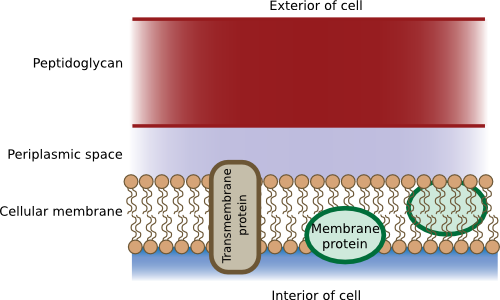 Exterior of cell
Peptidoglycan
Periplasmic space
Cellular membrane
Transmembrane
protein
Membrane
protein
Interior of cell